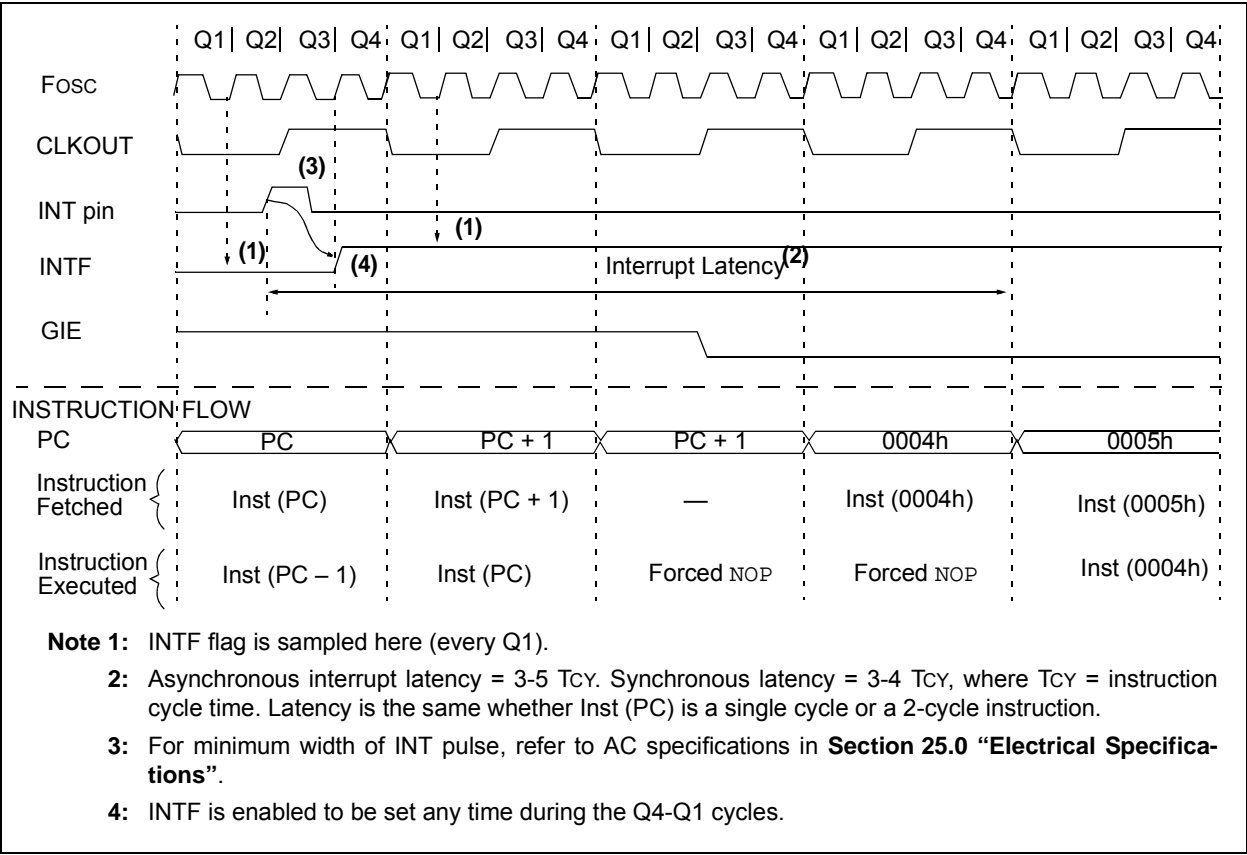 Q1| Q2| Q3| Q4 Q1| Q2| Q3| Q4 Q1| Q2| Q3| Q4 Q1| Q2| Q3| Q4 Q1| Q2| Q3| Q4
FOSC
CLKOUT
(3)
INT pin
(1)
(1)
INTF
(4)
Interrupt Latency(2)
GIE
INSTRUCTION FLOW
PC PC PC + 1 PC + 1 0004h 0005h
Instruction
Fetched
Inst (PC) Inst (PC + 1) — Inst (0004h) Inst (0005h)
Instruction
Executed
Inst (PC – 1) Inst (PC) Forced NOP Forced NOP Inst (0004h)
Note 1: INTF flag is sampled here (every Q1).
2: Asynchronous interrupt latency = 3-5 TCY. Synchronous latency = 3-4 TCY, where TCY = instruction
cycle time. Latency is the same whether Inst (PC) is a single cycle or a 2-cycle instruction.
3: For minimum width of INT pulse, refer to AC specifications in Section 25.0 “Electrical Specifica-
tions”.
4: INTF is enabled to be set any time during the Q4-Q1 cycles.